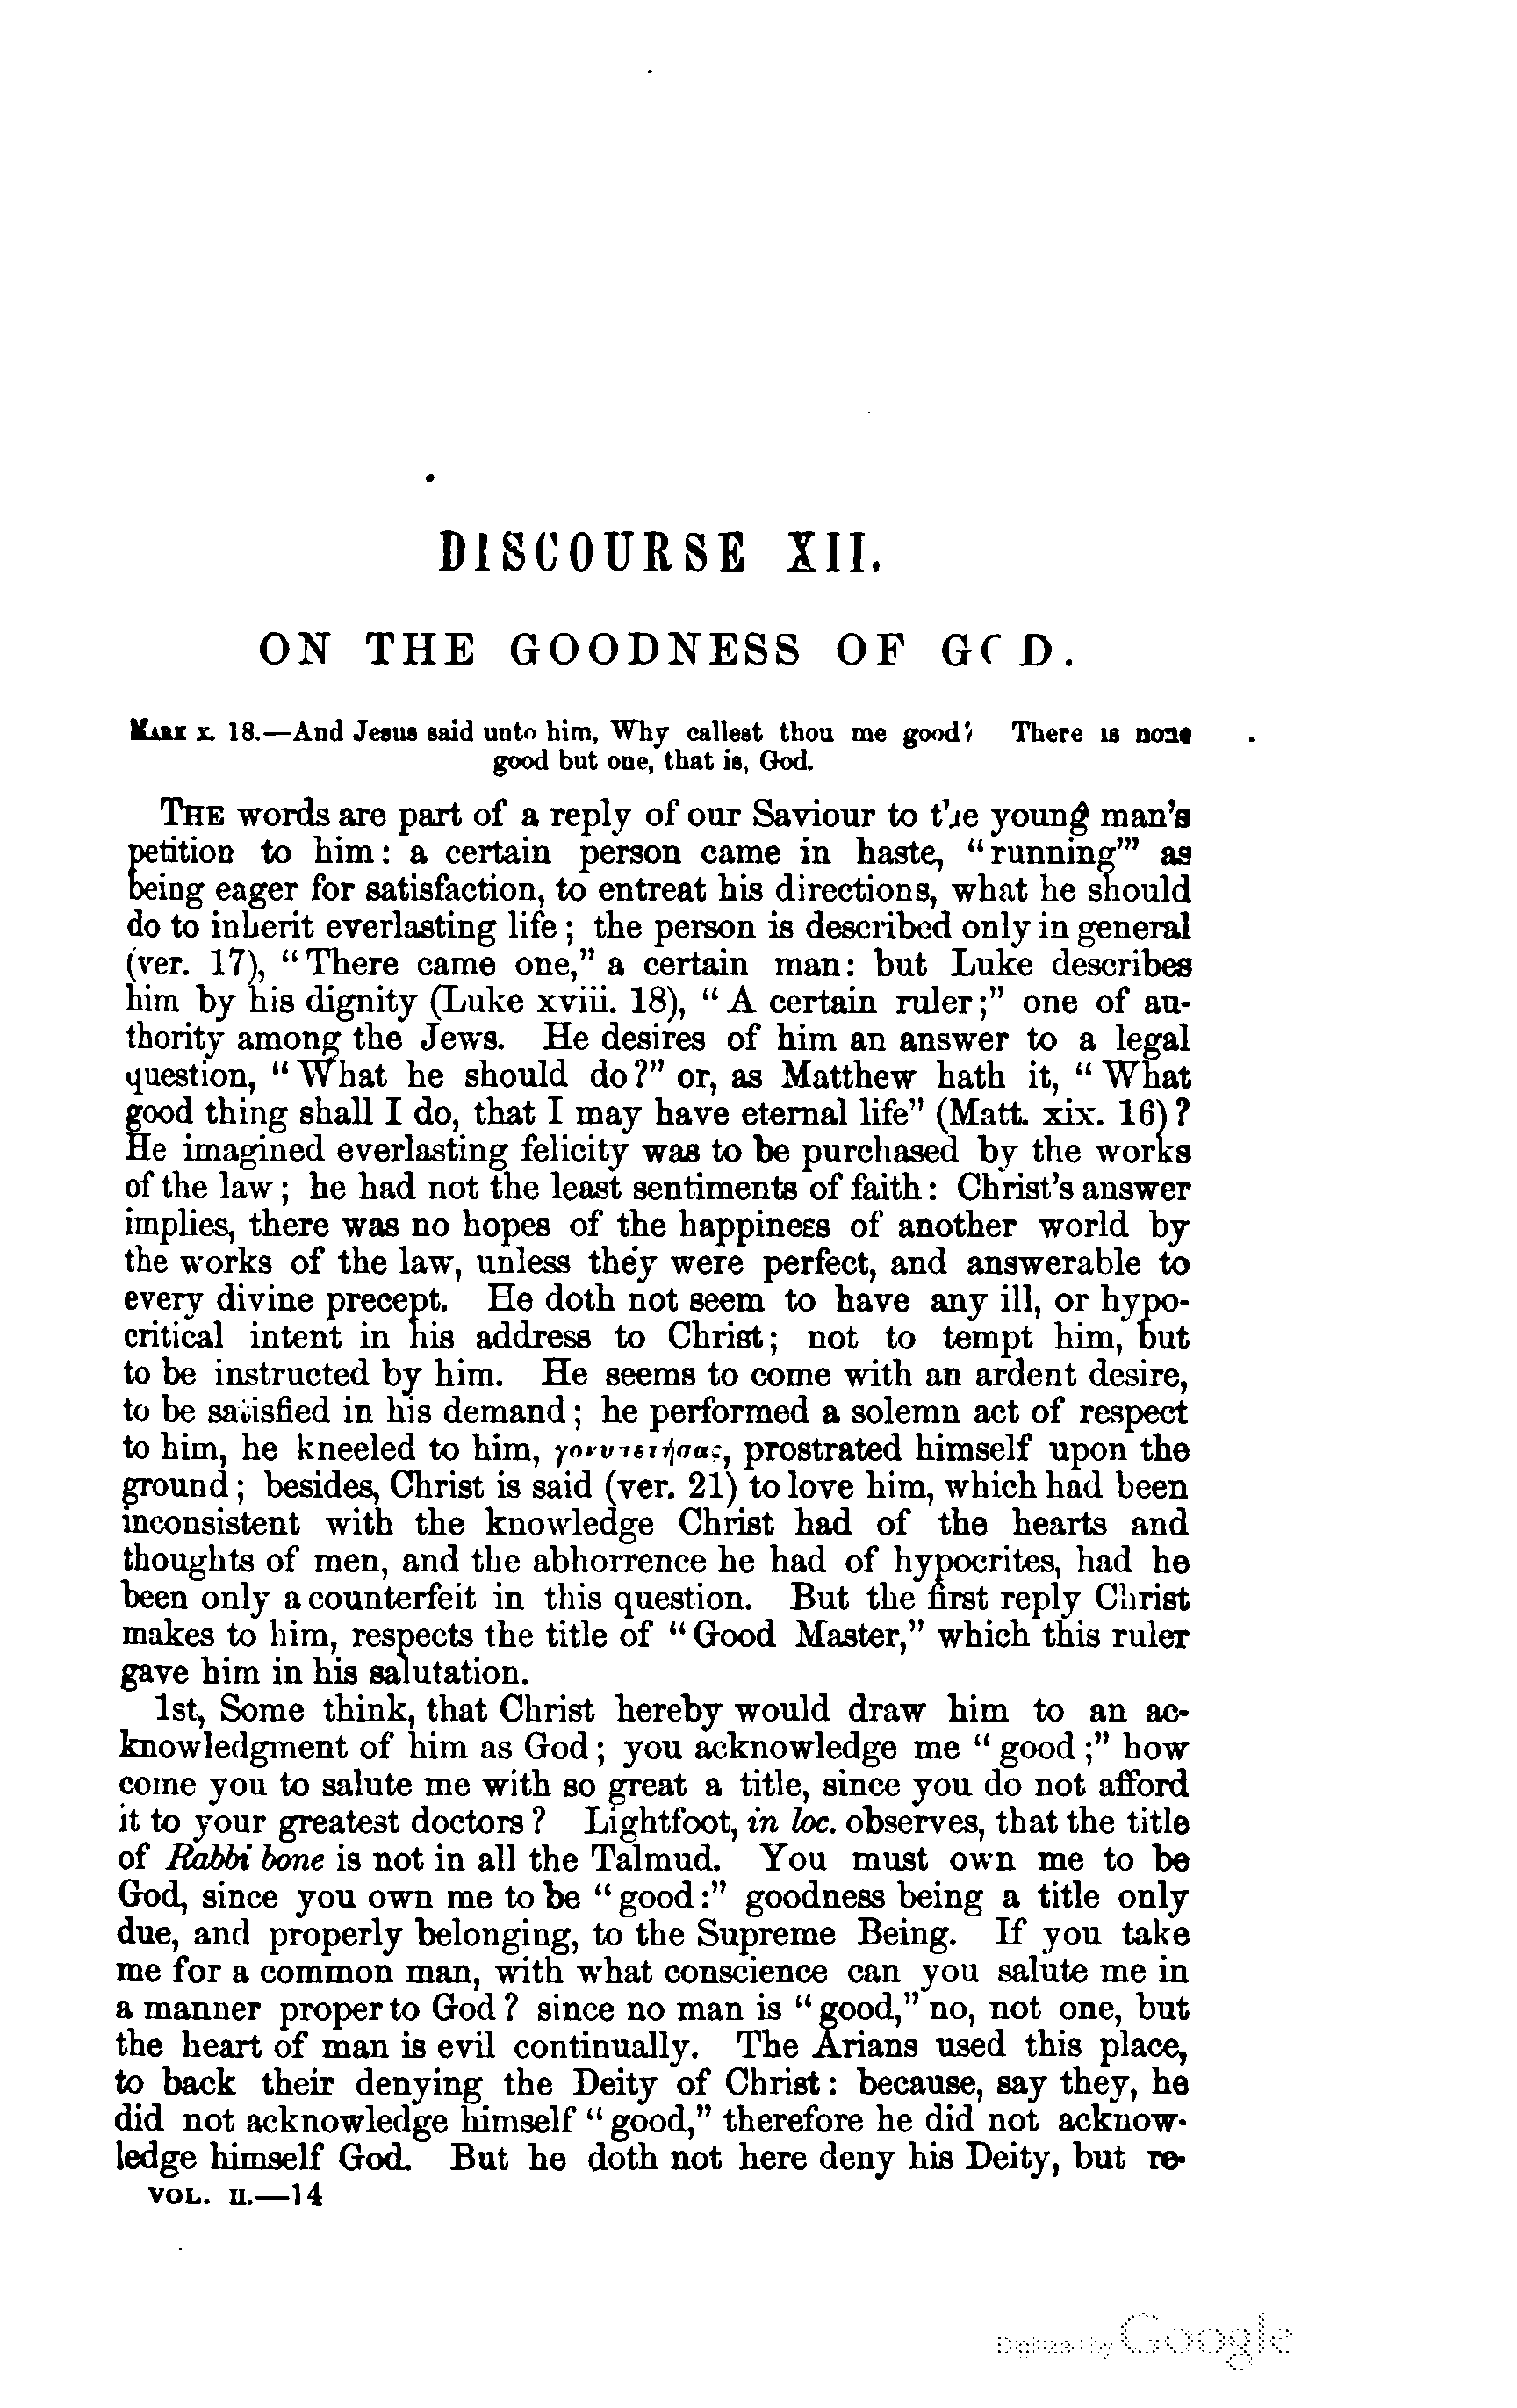 DISCOURSE XII.
ON THE GOODNESS OF GOD.
MARK x. 18.—And Jesus said unto him, Why callest thou me good? There is none
good but one, that is, God.
THE words are part of a reply of our Saviour to the young man's
petition to him: a certain person came in haste, "running'" as
being eager for satisfaction, to entreat his directions, what he should
do to inherit everlasting life; the person is described only in general
(ver. 17), "There came one," a certain man: but Luke describes
him by his dignity (Luke xviii. 18), "A certain ruler;" one of au-
thority among the Jews. He desires of him an answer to a legal
question, "What he should do?" or, as Matthew hath it, "What
good thing shall I do, that I may have eternal life" (Matt. xix. 16)?
He imagined everlasting felicity was to be purchased by the works
of the law; he had not the least sentiments of faith: Christ's answer
implies, there was no hopes of the happiness of another world by
the works of the law, unless they were perfect, and answerable to
every divine precept. He doth not seem to have any ill, or hypo-
critical intent in his address to Christ; not to tempt him, but
to be instructed by him. He seems to come with an ardent desire,
to be satisfied in his demand; he performed a solemn act of respect
to him, he kneeled to him, γονυπετήσας, prostrated himself upon the
ground; besides, Christ is said (ver. 21) to love him, which had been
inconsistent with the knowledge Christ had of the hearts and
thoughts of men, and the abhorrence he had of hypocrites, had he
been only a counterfeit in this question. But the first reply Christ
makes to him, respects the title of "Good Master," which this ruler
gave him in his salutation.
1st, Some think, that Christ hereby would draw him to an ac-
knowledgment of him as God; you acknowledge me "good;" how
come you to salute me with so great a title, since you do not afford
it to your greatest doctors? Lightfoot, in loc. observes, that the title
of Rabbi bone is not in all the Talmud. You must own me to be
God, since you own me to be "good:" goodness being a title only
due, and properly belonging, to the Supreme Being. If you take
me for a common man, with what conscience can you salute me in
a manner proper to God? since no man is "good," no, not one, but
the heart of man is evil continually. The Arians used this place,
to back their denying the Deity of Christ: because, say they, he
did not acknowledge himself "good," therefore he did not acknow-
ledge himself God. But he doth not here deny his Deity, but re-
VOL. II.—14
Digitized by Google